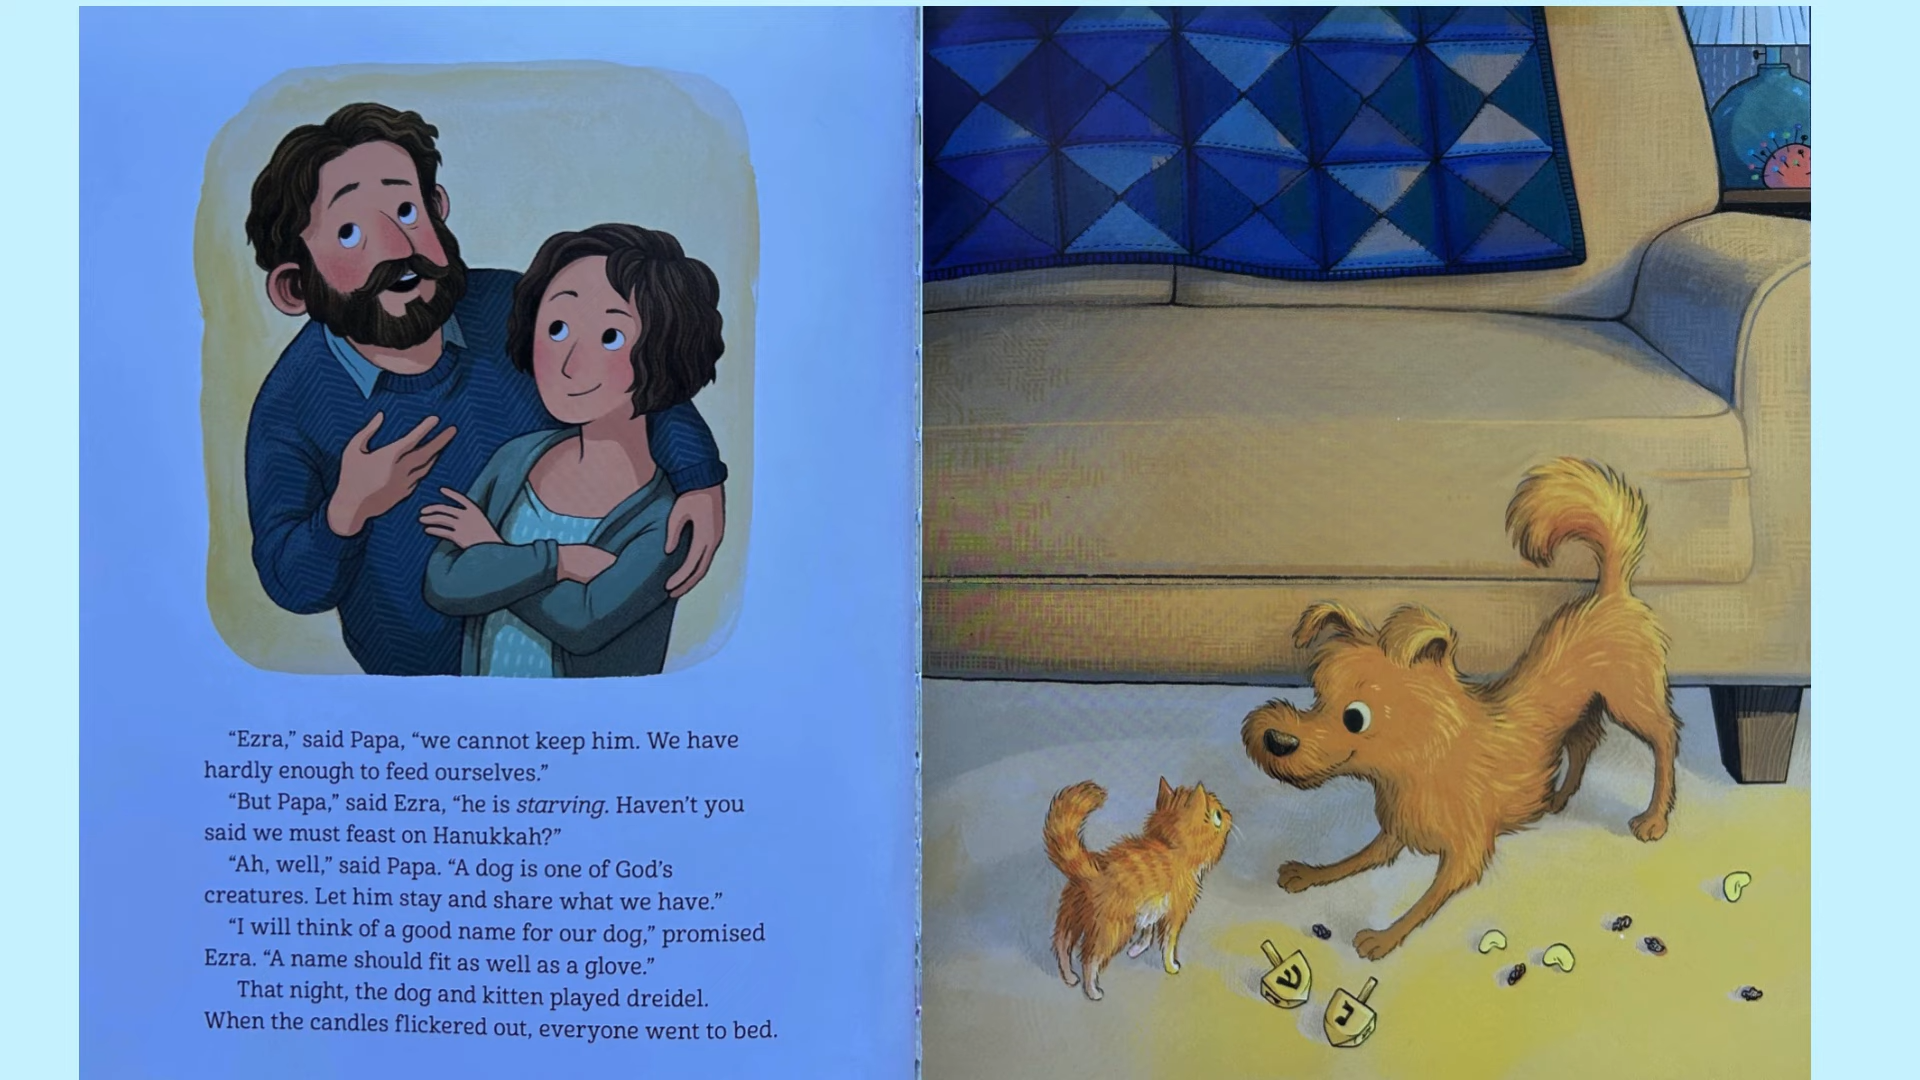 “Ezra,” said Papa, “we cannot keep him. We have
hardly enough to feed ourselves.”
“But Papa,” said Ezra, “he is starving. Haven’t you
said we must feast on Hanukkah?”
“Ah, well,” said Papa. “A dog is one of God’s
creatures. Let him stay and share what we have.”
“I will think of a good name for our dog,” promised
Ezra. “A name should fit as well as a glove.”
That night, the dog and kitten played dreidel.
When the candles flickered out, everyone went to bed.
ש
נ